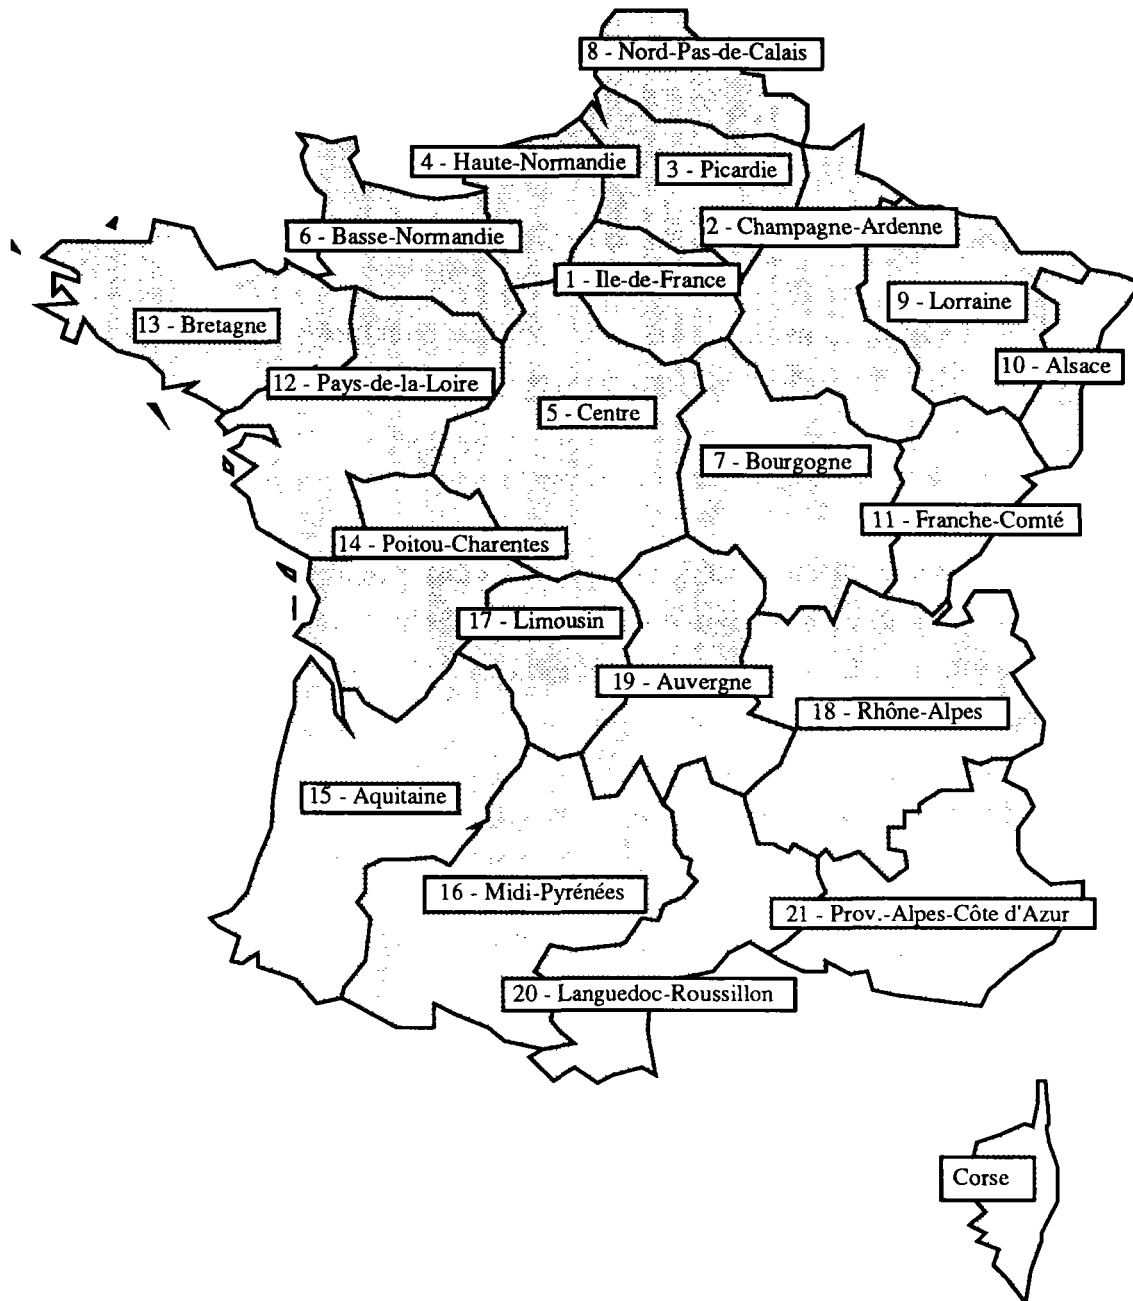 8 - Nord-Pas-de-Calais
4 - Haute-Normandie
3 - Picardie
2 - Champagne-Ardenne
6 - Basse-Normandie
1 - Ile-de-France
9 - Lorraine
13 - Bretagne
10 - Alsace
12 - Pays-de-la-Loire
5 - Centre
7 - Bourgogne
11 - Franche-Comté
14 - Poitou-Charentes
17 - Limousin
19 - Auvergne
18 - Rhône-Alpes
15 - Aquitaine
16 - Midi-Pyrénées
21 - Prov.-Alpes-Côte d'Azur
20 - Languedoc-Roussillon
Corse